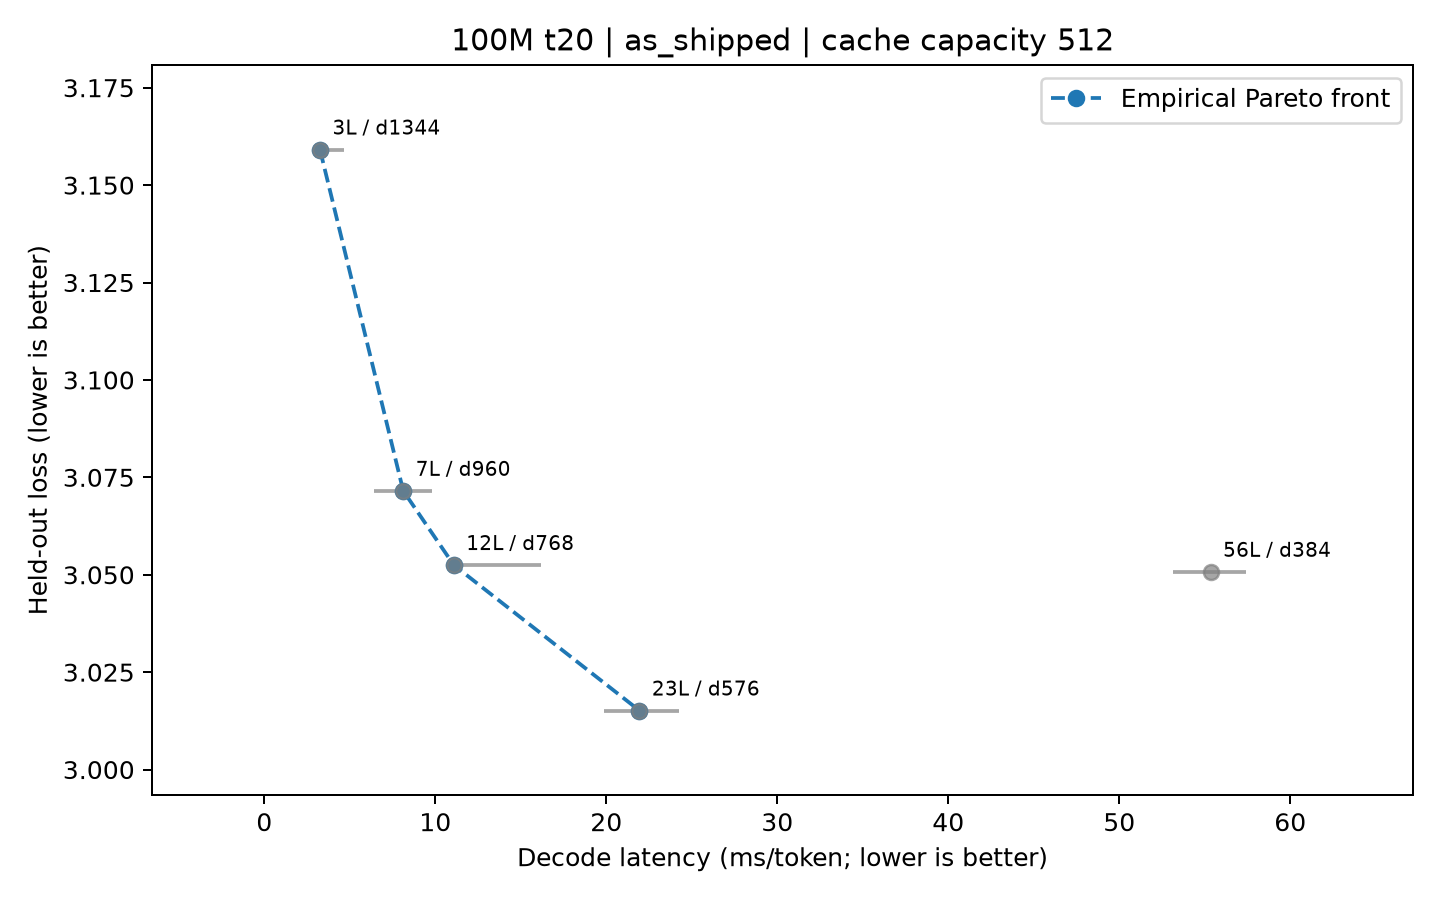 100M t20 | as_shipped | cache capacity 512
Empirical Pareto front
Held-out loss (lower is better)
3.175
3.150
3.125
3.100
3.075
3.050
3.025
3.000
3L / d1344
7L / d960
12L / d768
56L / d384
23L / d576
0
10
20
30
40
50
60
Decode latency (ms/token; lower is better)